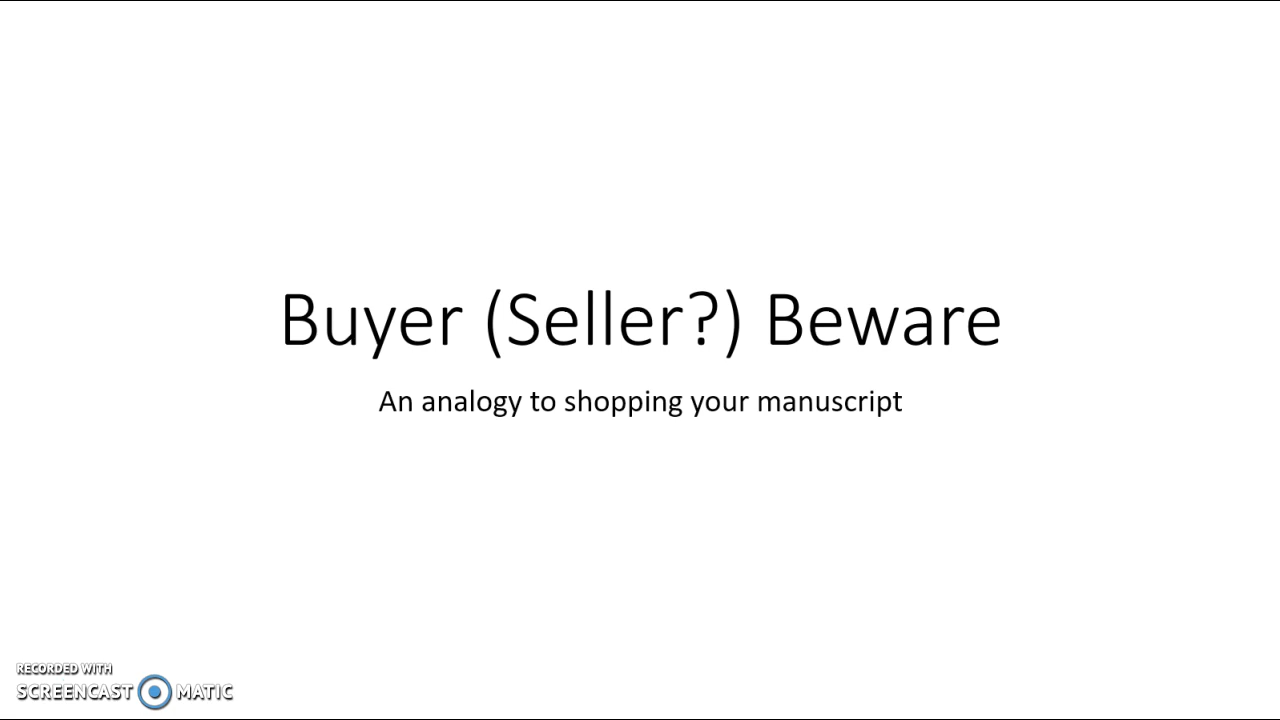 Buyer (Seller?) Beware
An analogy to shopping your manuscript
RECORDED WITH
SCREENCAST MATIC